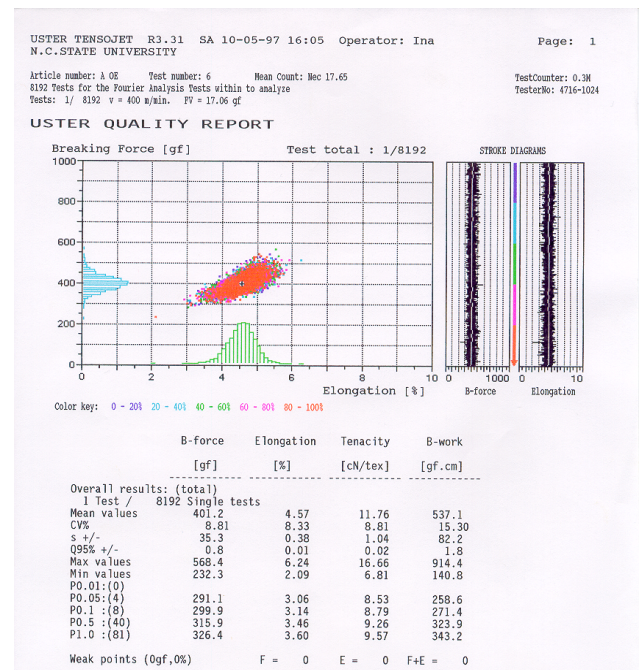 USTER TENSOJET R3.31 SA 10-05-97 16:05 Operator: Ina Page: 1
N.C.STATE UNIVERSITY
Article number: A OE Test number: 6 Mean Count: Nec 17.65 TestCounter: 0.3M
8192 Tests for the Fourier Analysis Tests within to analyze TesterNo: 4716-1024
Tests: 1/ 8192 v = 400 m/min. FV = 17.06 gf
USTER QUALITY REPORT
Breaking Force [gf] Test total : 1/8192 STROKE DIAGRAMS
1000
800
600
400
200
0
0 2 4 6 8 10 0 1000 0 10
Elongation [%] B-force Elongation
Color key: 0 - 20% 20 - 40% 40 - 60% 60 - 80% 80 - 100%
B-force Elongation Tenacity B-work
[gf] [%] [cN/tex] [gf.cm]
Overall results: (total)
1 Test / 8192 Single tests
Mean values 401.2 4.57 11.76 537.1
CV% 8.81 8.33 8.81 15.30
s +/- 35.3 0.38 1.04 82.2
Q95% +/- 0.8 0.01 0.02 1.8
Max values 568.4 6.24 16.66 914.4
Min values 232.3 2.09 6.81 140.8
P0.01:(0)
P0.05:(4) 291.1 3.06 8.53 258.6
P0.1 :(8) 299.9 3.14 8.79 271.4
P0.5 :(40) 315.9 3.46 9.26 323.9
P1.0 :(81) 326.4 3.60 9.57 343.2
Weak points (0gf,0%) F = 0 E = 0 F+E = 0